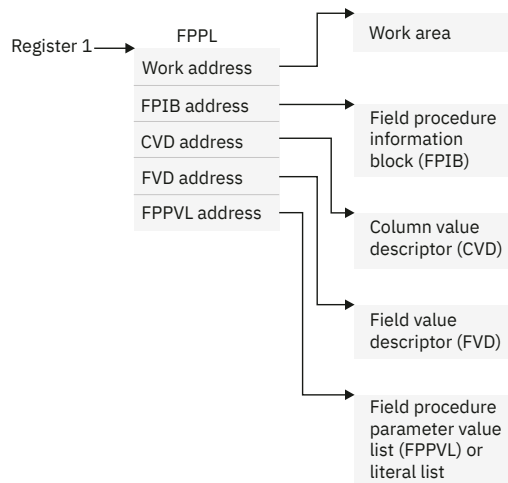 FPPL
Register 1
Work address
FPIB address
CVD address
FVD address
FPPVL address
Work area
Field procedure
information
block (FPIB)
Column value
descriptor (CVD)
Field value
descriptor (FVD)
Field procedure
parameter value
list (FPPVL) or
literal list